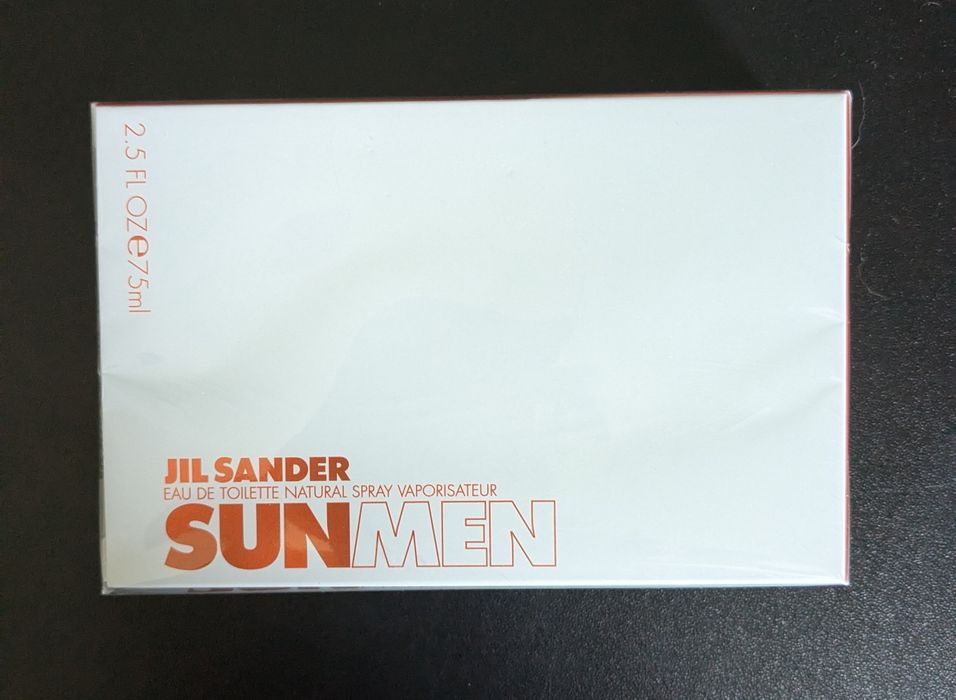 2.5 FL OZ℮75ml
JIL SANDER
EAU DE TOILETTE NATURAL SPRAY VAPORISATEUR
SUNMEN